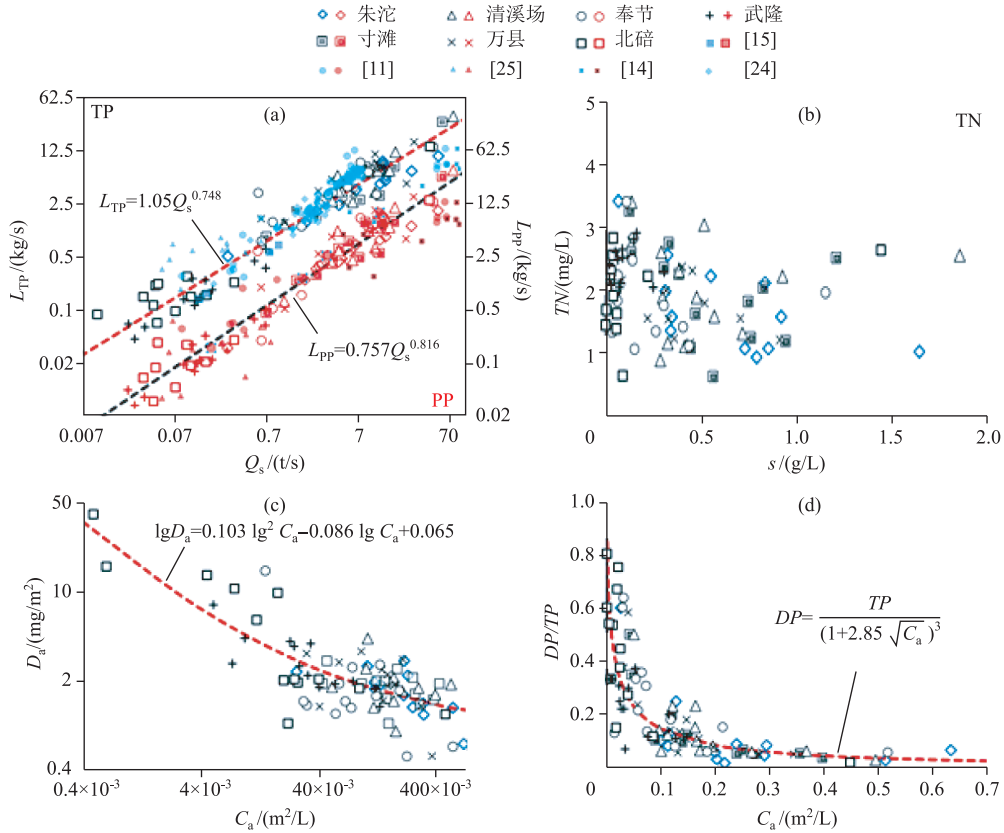 朱沱 清溪场 奉节 武隆
寸滩 万县 北碚 [15]
[11] [25] [14] [24]
TP (a)
62.5
12.5
2.5
0.5
0.1
0.02
L_TP/(kg/s)
L_TP=1.05Q_s^0.748
L_PP=0.757Q_s^0.816
62.5
12.5
2.5
0.5
0.1
0.02
L_PP/(kg/s)
PP
0.007 0.07 0.7 7 70
Q_s/(t/s)
(b) TN
5
4
3
2
1
TN/(mg/L)
0 0.5 1.0 1.5 2.0
s/(g/L)
(c)
lgD_a=0.103 lg² C_a−0.086 lg C_a+0.065
50
10
2
0.4
D_a/(mg/m²)
0.4×10⁻³ 4×10⁻³ 40×10⁻³ 400×10⁻³
C_a/(m²/L)
(d)
1.0
0.8
0.6
0.4
0.2
DP/TP
DP= TP/(1+2.85 √C_a)³
0 0.1 0.2 0.3 0.4 0.5 0.6 0.7
C_a/(m²/L)